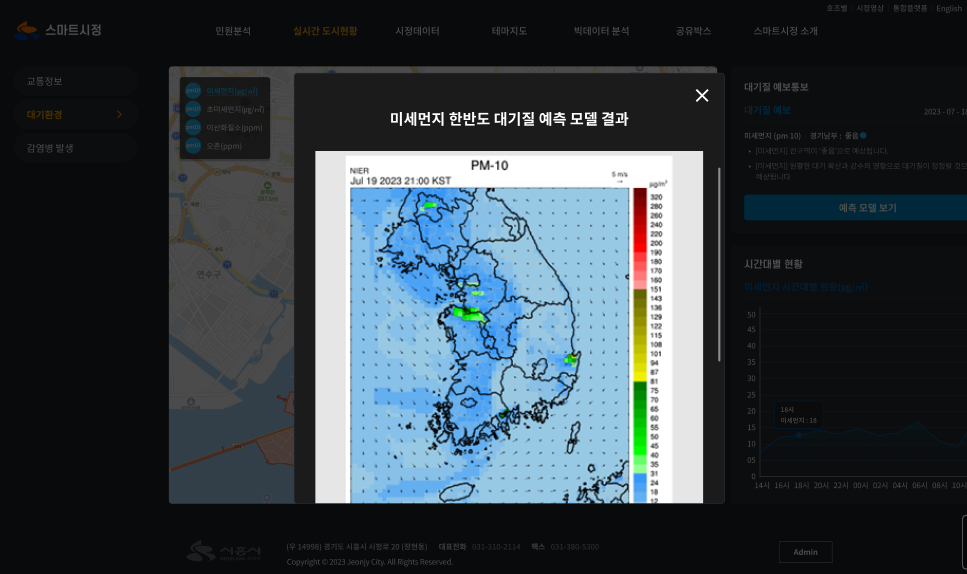 포즈별 시정영상 통합플랫폼 English
스마트시정
민원분석 실시간 도시현황 시정데이터 테마지도 빅데이터 분석 공유박스 스마트시정 소개
교통정보
대기환경
감염병 발생
pm10 미세먼지(μg/㎥)
초미세먼지(μg/㎥)
이산화질소(ppm)
오존(ppm)
연수구
미세먼지 한반도 대기질 예측 모델 결과
NIER
PM-10
Jul 19 2023 21:00 KST
5 m/s
μg/m³
320
280
260
240
220
200
190
180
170
160
151
143
136
129
122
115
108
101
94
87
81
75
70
65
60
55
50
45
40
35
31
24
18
12
대기질 예보통보
대기질 예보
2023 - 07 - 18
미세먼지 (pm 10) 경기남부 : 좋음
• [미세먼지] 전 권역이 '좋음'으로 예상됩니다.
• [미세먼지] 원활한 대기 확산과 강수의 영향으로 대기질이 청정할 것으
예상됩니다
예측 모델 보기
시간대별 현황
미세먼지 시간대별 현황(μg/㎥)
50
45
40
35
30
25
20
15
10
05
0
18시
미세먼지 : 18
14시 16시 18시 20시 22시 00시 02시 04시 06시 08시 10시
시흥시
(우 14998) 경기도 시흥시 시청로 20 (장현동) 대표전화 031-310-2114 팩스 031-380-5300
Copyright © 2023 Jeonjy City. All Rights Reserved.
Admin